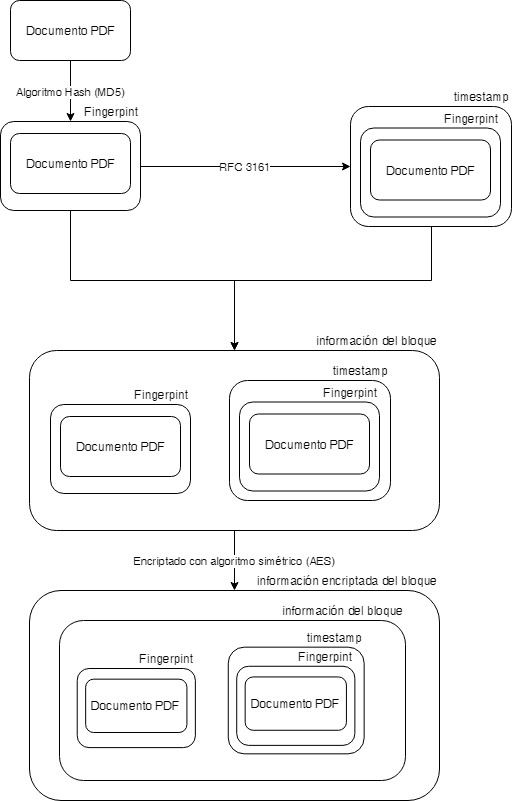 Documento PDF
Algoritmo Hash (MD5)
Fingerpint
Documento PDF
RFC 3161
timestamp
Fingerpint
Documento PDF
información del bloque
Fingerpint
Documento PDF
timestamp
Fingerpint
Documento PDF
Encriptado con algoritmo simétrico (AES)
información encriptada del bloque
información del bloque
Fingerpint
Documento PDF
timestamp
Fingerpint
Documento PDF